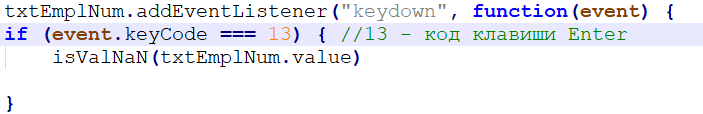 txtEmplNum.addEventListener("keydown", function(event) {
if (event.keyCode === 13) { //13 - код клавиши Enter
    isValNaN(txtEmplNum.value)
}